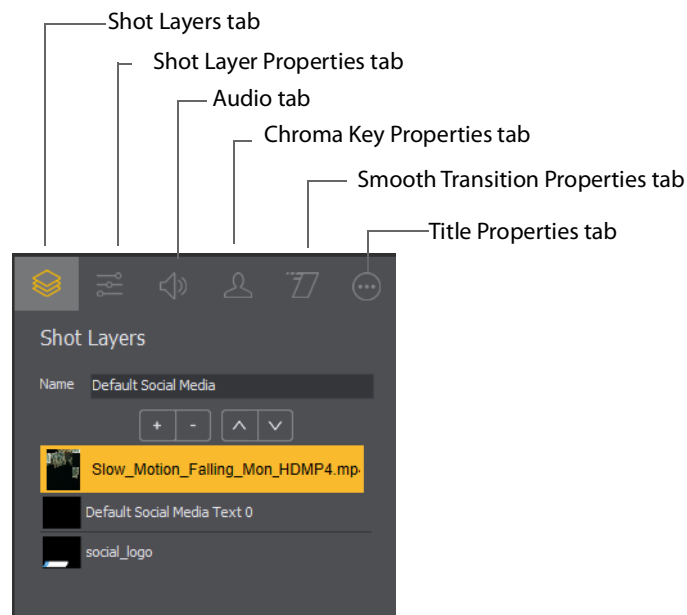 Shot Layers tab
Shot Layer Properties tab
Audio tab
Chroma Key Properties tab
Smooth Transition Properties tab
Title Properties tab
Shot Layers
Name Default Social Media
+ -
Slow_Motion_Falling_Mon_HDMP4.mp
Default Social Media Text 0
social_logo